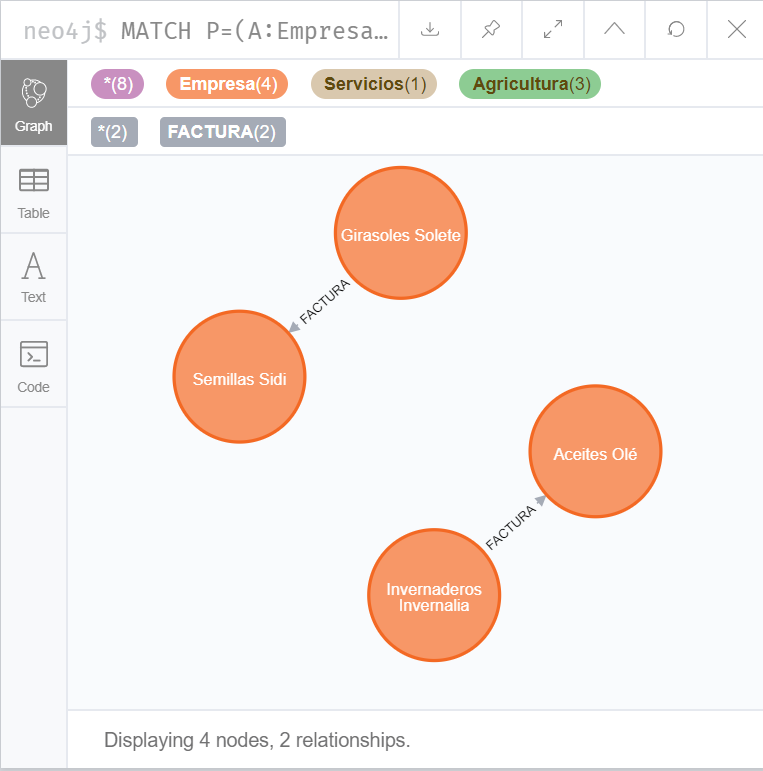 neo4j$ MATCH P=(A:Empresa…
*(8) Empresa(4) Servicios(1) Agricultura(3)
*(2) FACTURA(2)
Graph
Table
Text
Code
Girasoles Solete
FACTURA
Semillas Sidi
Aceites Olé
FACTURA
Invernaderos
Invernalia
Displaying 4 nodes, 2 relationships.